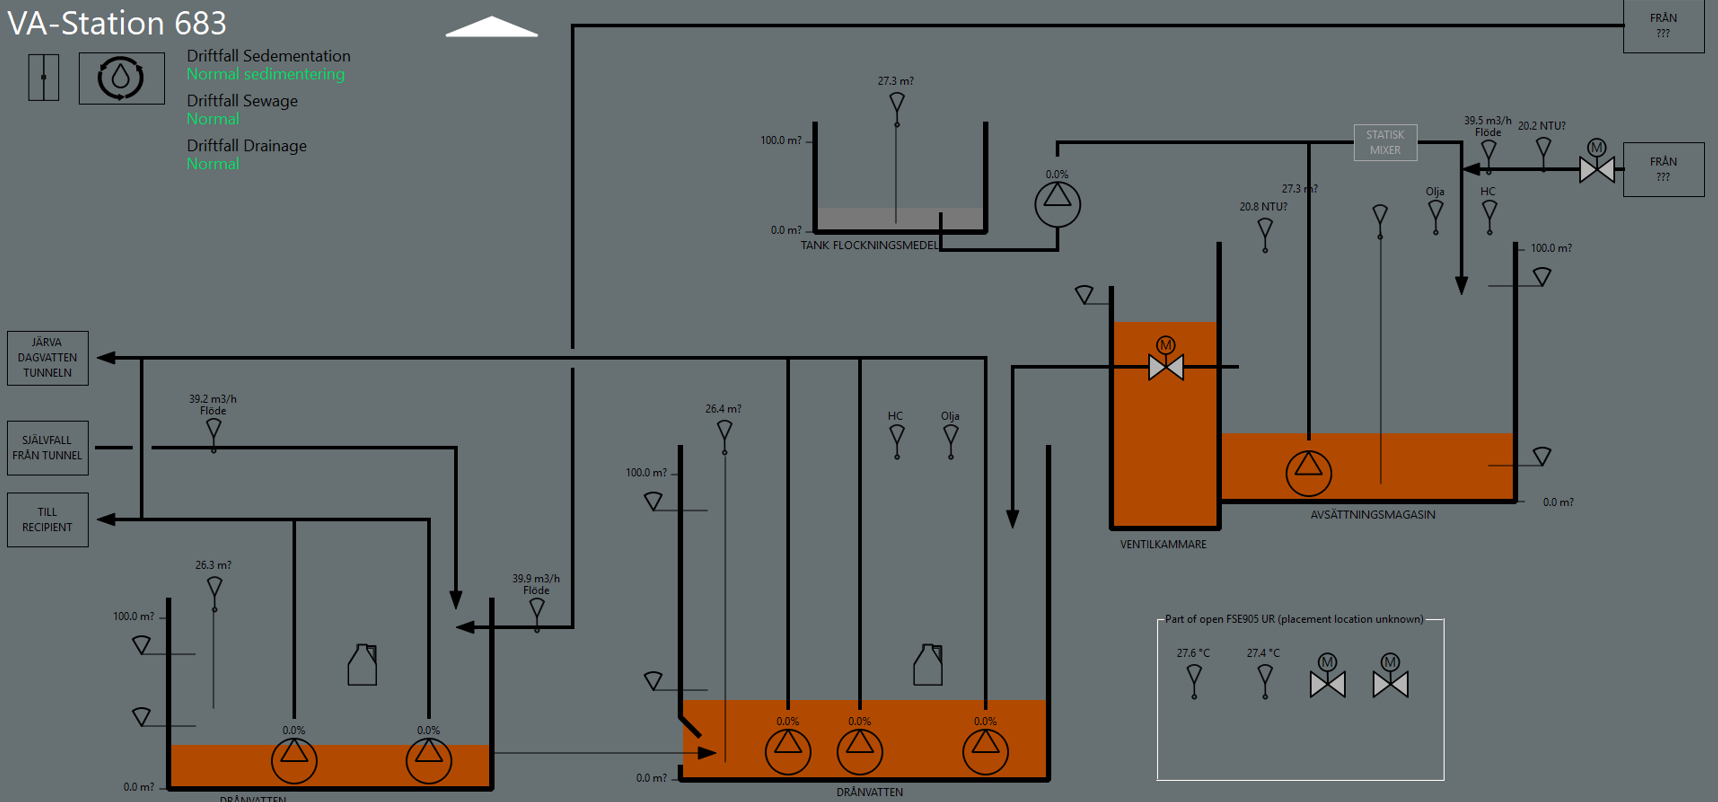 VA-Station 683
Driftfall Sedementation
Normal sedimentering
Driftfall Sewage
Normal
Driftfall Drainage
Normal
FRÅN
???
27.3 m?
100.0 m?
0.0 m?
TANK FLOCKNINGSMEDEL
0.0%
STATISK
MIXER
39.5 m3/h
Flöde
20.2 NTU?
M
FRÅN
???
27.3 m?
20.8 NTU?
Olja
HC
100.0 m?
0.0 m?
AVSÄTTNINGSMAGASIN
M
VENTILKAMMARE
JÄRVA
DAGVATTEN
TUNNELN
39.2 m3/h
Flöde
SJÄLVFALL
FRÅN TUNNEL
TILL
RECIPIENT
26.3 m?
100.0 m?
0.0%
0.0%
0.0 m?
DRÄNVATTEN
39.9 m3/h
Flöde
26.4 m?
HC
Olja
100.0 m?
0.0%
0.0%
0.0%
0.0 m?
DRÄNVATTEN
Part of open FSE905 UR (placement location unknown)
27.6 °C
27.4 °C
M
M